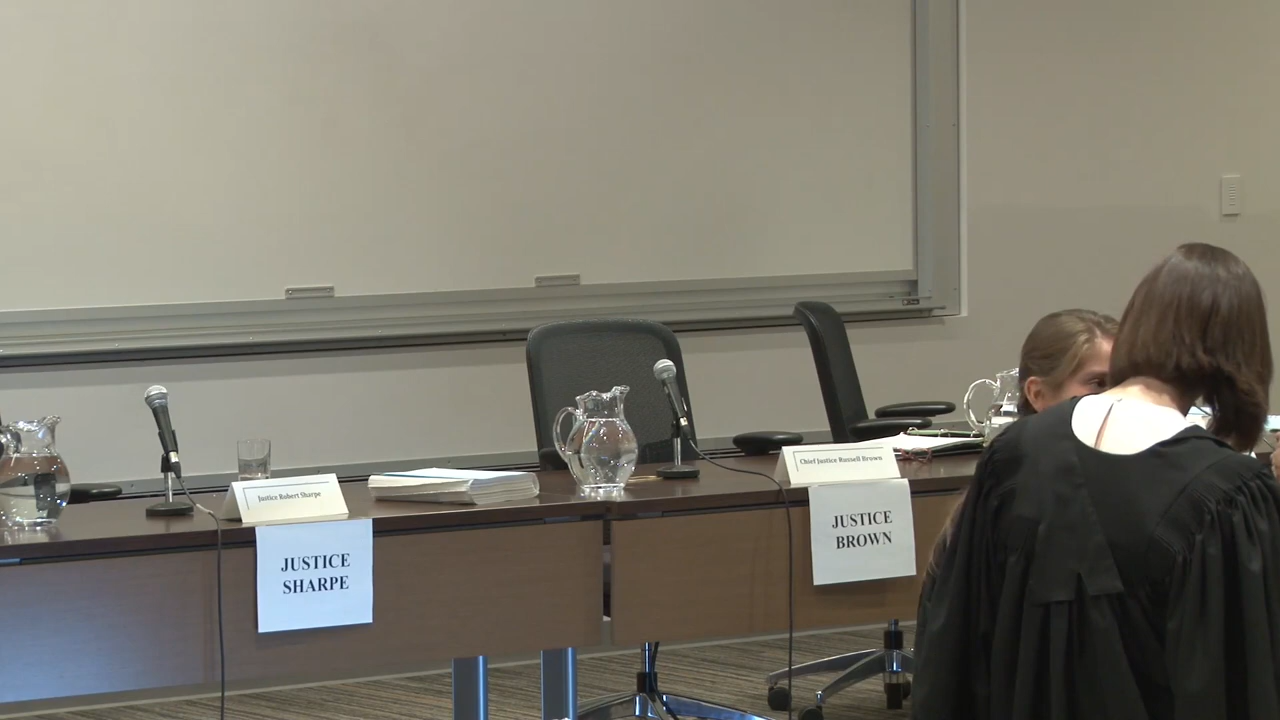 Justice Robert Sharpe
JUSTICE
SHARPE
Chief Justice Russell Brown
JUSTICE
BROWN